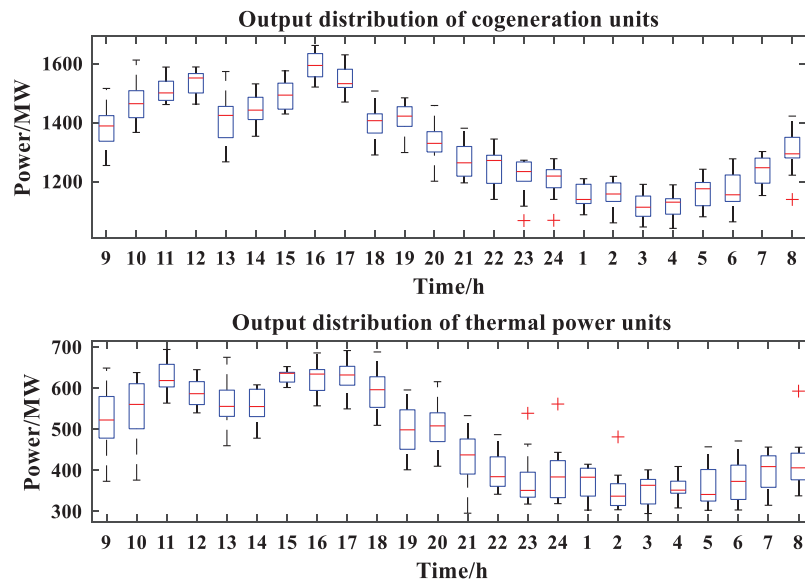 Output distribution of cogeneration units
Power/MW
1600
1400
1200
9 10 11 12 13 14 15 16 17 18 19 20 21 22 23 24 1 2 3 4 5 6 7 8
Time/h
Output distribution of thermal power units
Power/MW
700
600
500
400
300
9 10 11 12 13 14 15 16 17 18 19 20 21 22 23 24 1 2 3 4 5 6 7 8
Time/h